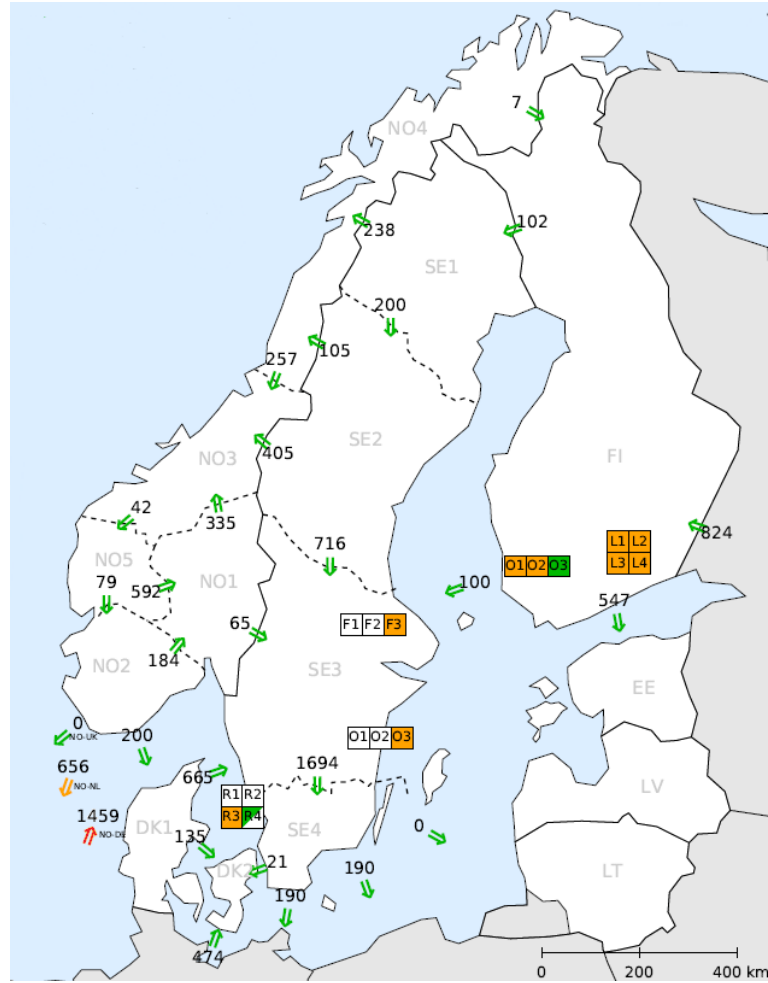 7
NO4
238
102
SE1
200
105
257
SE2
405
NO3
FI
42
335
824
716
O1 O2 O3
L1 L2
L3 L4
NO5
NO1
79
592
100
547
65
F1 F2 F3
184
NO2
SE3
EE
0
NO-UK
200
O1 O2 O3
656
NO-NL
665
1694
LV
R1 R2
R3 R4
1459
NO-DE
DK1
SE4
135
0
DK2
21
190
LT
190
474
0 200 400 km